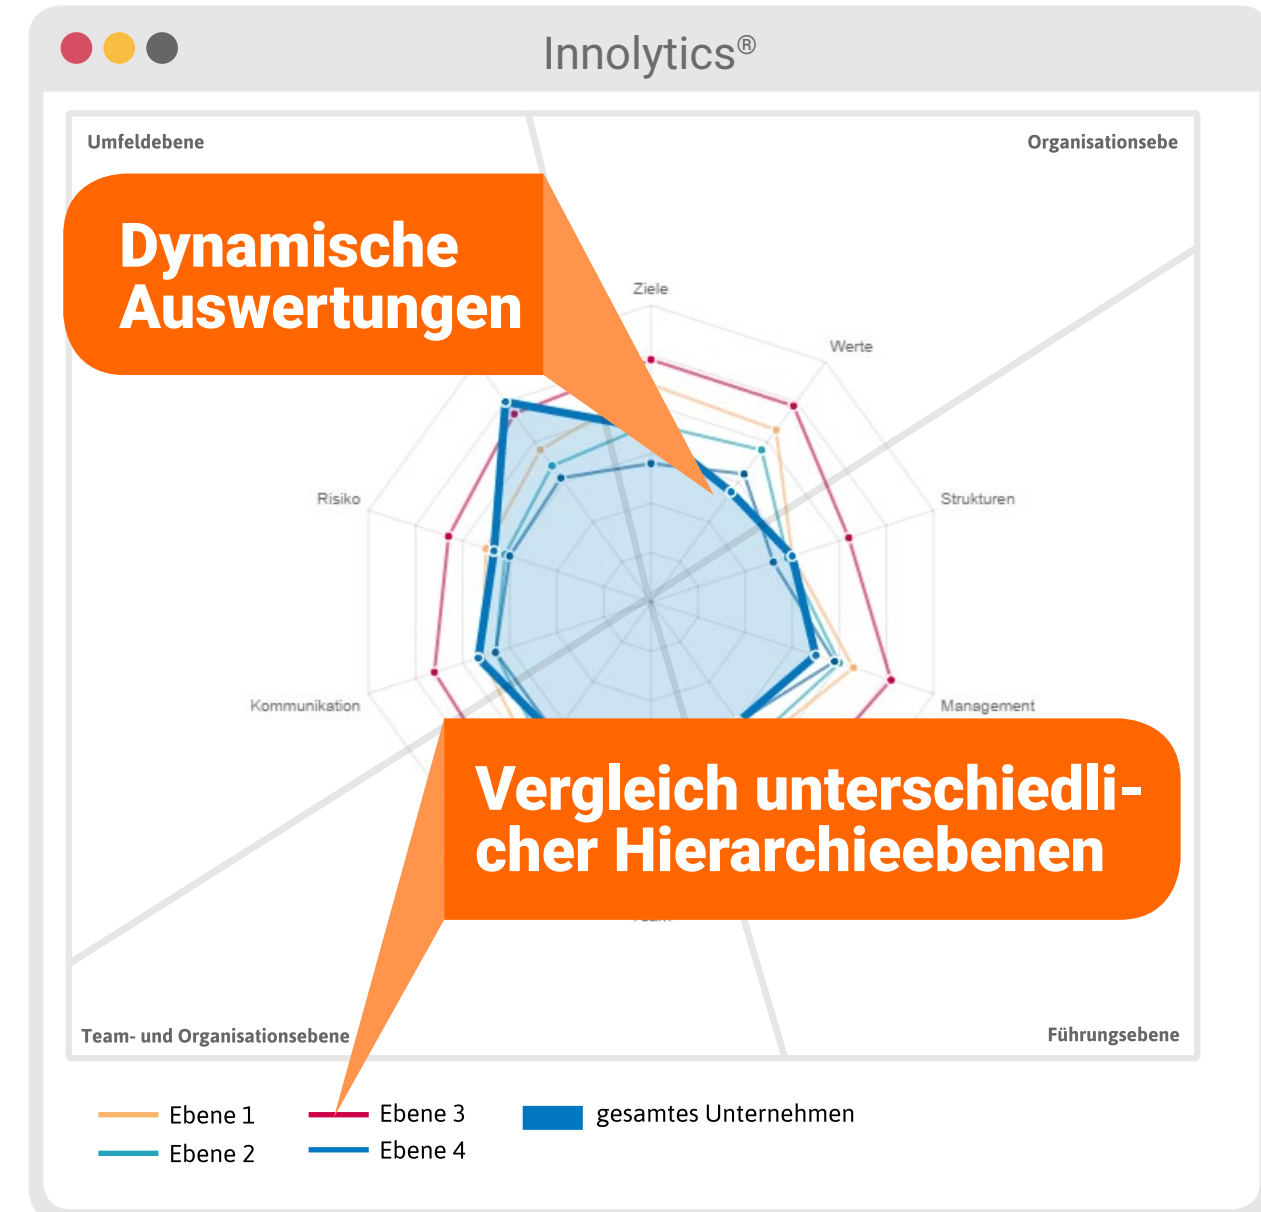 Innolytics®
Umfeldebene
Organisationsebe
Dynamische
Auswertungen
Ziele
Werte
Risiko
Strukturen
Kommunikation
Management
Vergleich unterschiedli-
cher Hierarchieebenen
Team- und Organisationsebene
Führungsebene
Ebene 1
Ebene 3
gesamtes Unternehmen
Ebene 2
Ebene 4